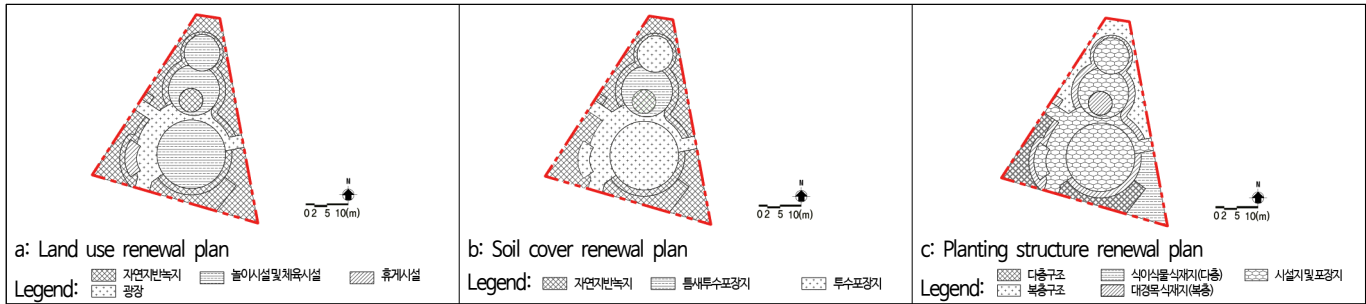 N
0 2 5 10(m)
a: Land use renewal plan
Legend: 자연지반녹지 놀이시설및체육시설 휴게시설
광장
N
0 2 5 10(m)
b: Soil cover renewal plan
Legend: 자연지반녹지 틈새투수포장지 투수포장지
N
0 2 5 10(m)
c: Planting structure renewal plan
Legend: 다층구조 식이식물식재지(다층) 시설지및포장지
복층구조 대경목식재지(복층)